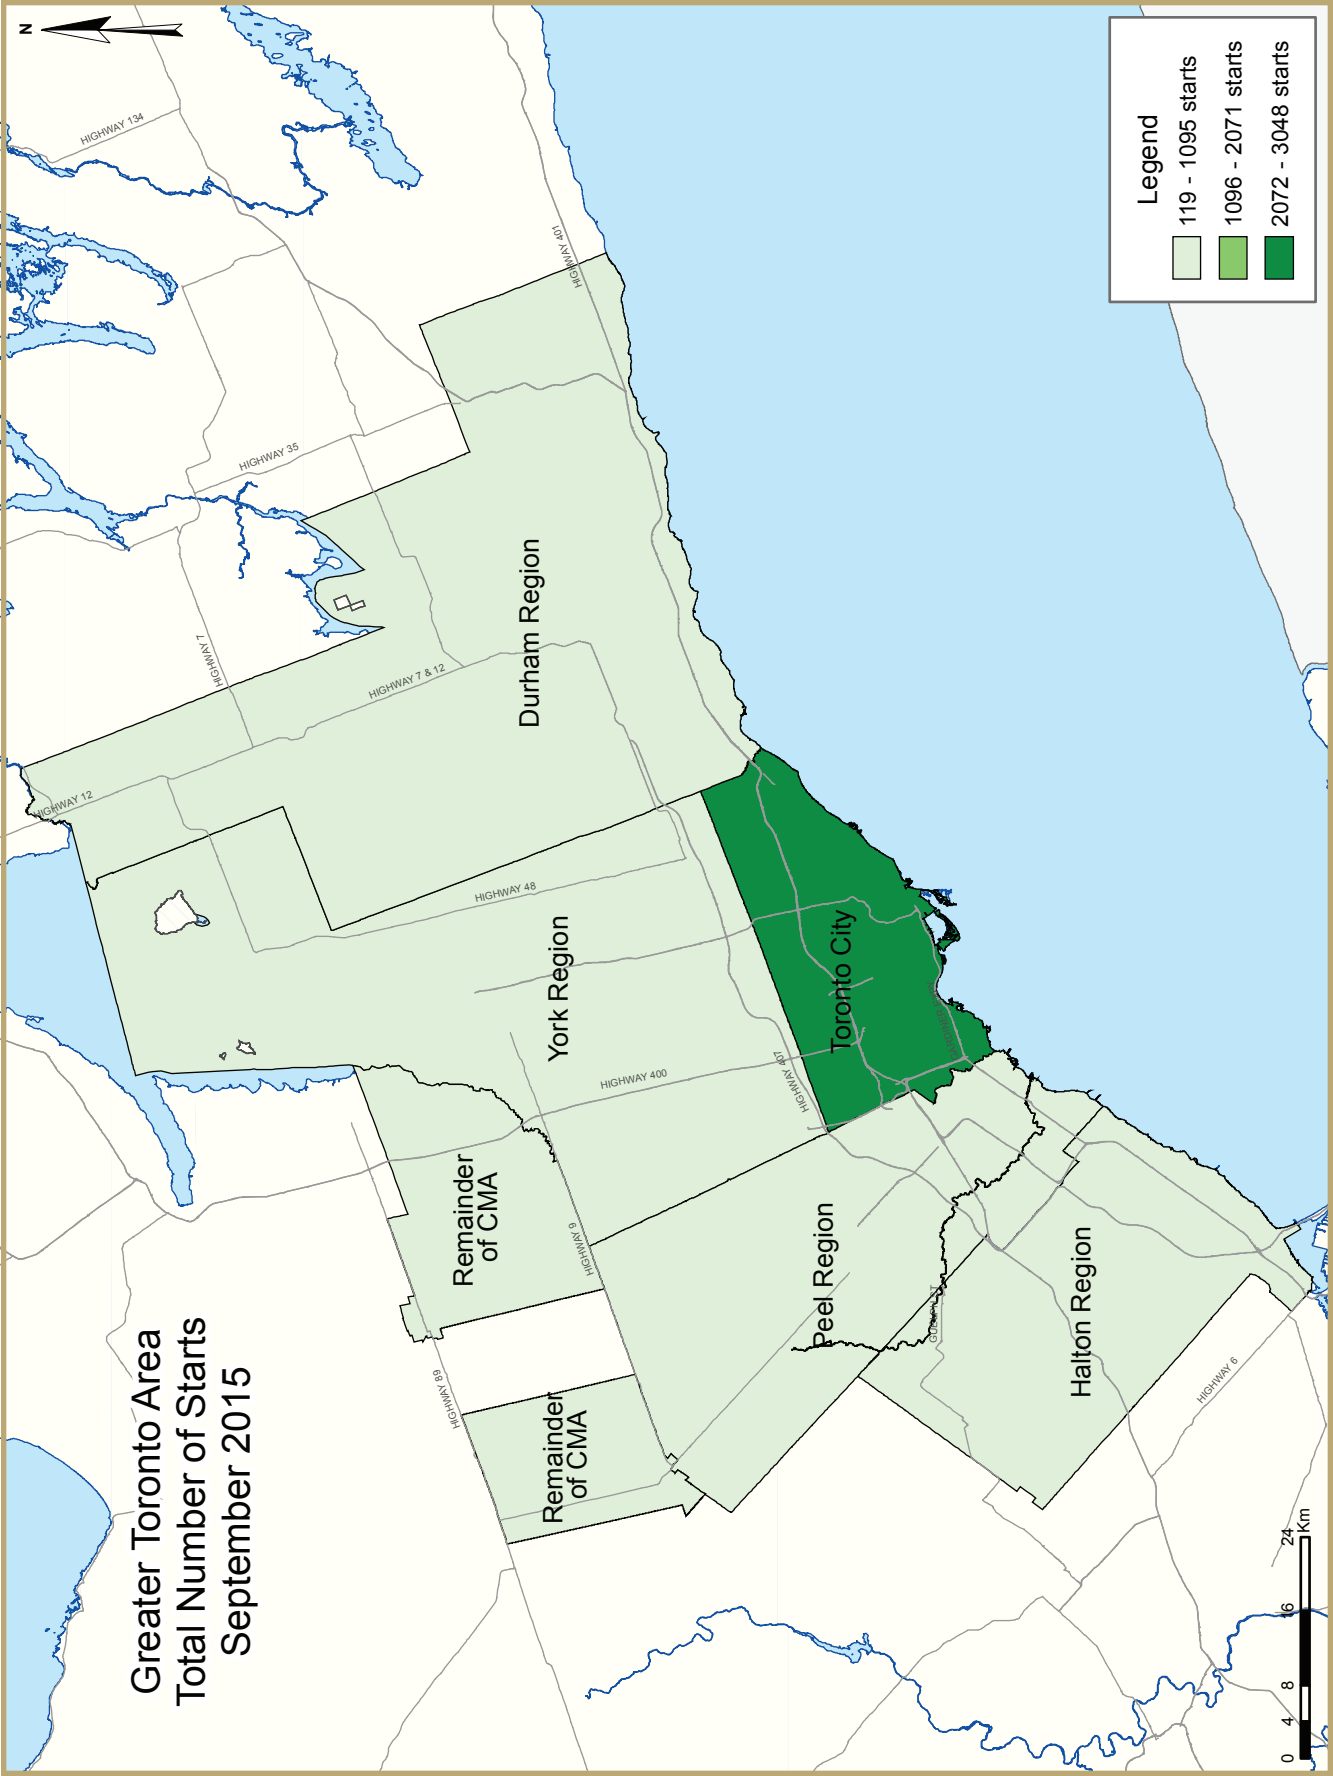 Greater Toronto Area
Total Number of Starts
September 2015
N
HIGHWAY 134
HIGHWAY 401
HIGHWAY 35
HIGHWAY 7
HIGHWAY 7 & 12
HIGHWAY 12
Durham Region
HIGHWAY 48
York Region
Toronto City
HIGHWAY 407
HIGHWAY 400
Remainder
of CMA
HIGHWAY 9
HIGHWAY 89
Remainder
of CMA
Peel Region
Halton Region
HIGHWAY 6
Legend
119 - 1095 starts
1096 - 2071 starts
2072 - 3048 starts
0 4 8 16 24
Km